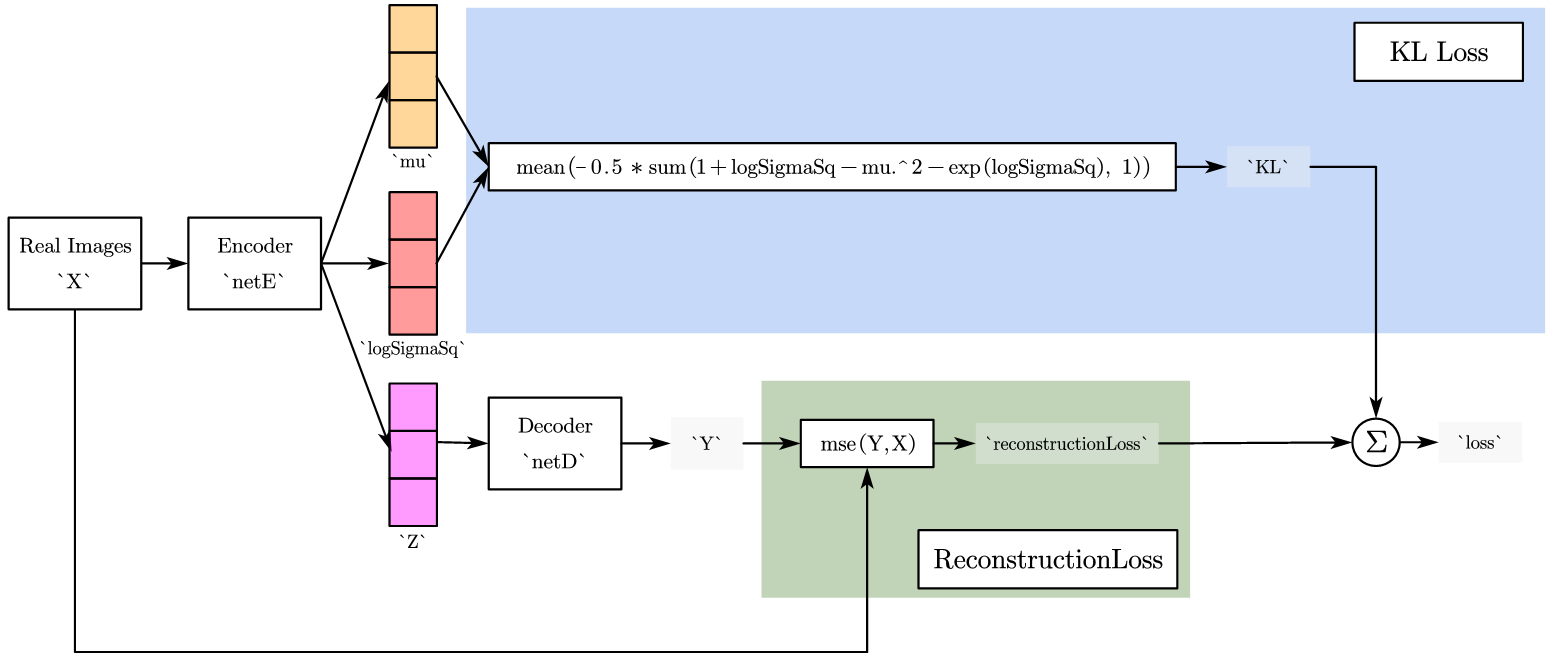 KL Loss
`mu`
mean(−0.5 * sum(1 + logSigmaSq − mu.^2 − exp(logSigmaSq), 1))
`KL`
Real Images
`X`
Encoder
`netE`
`logSigmaSq`
Decoder
`netD`
`Y`
mse(Y, X)
`reconstructionLoss`
Σ
`loss`
`Z`
ReconstructionLoss